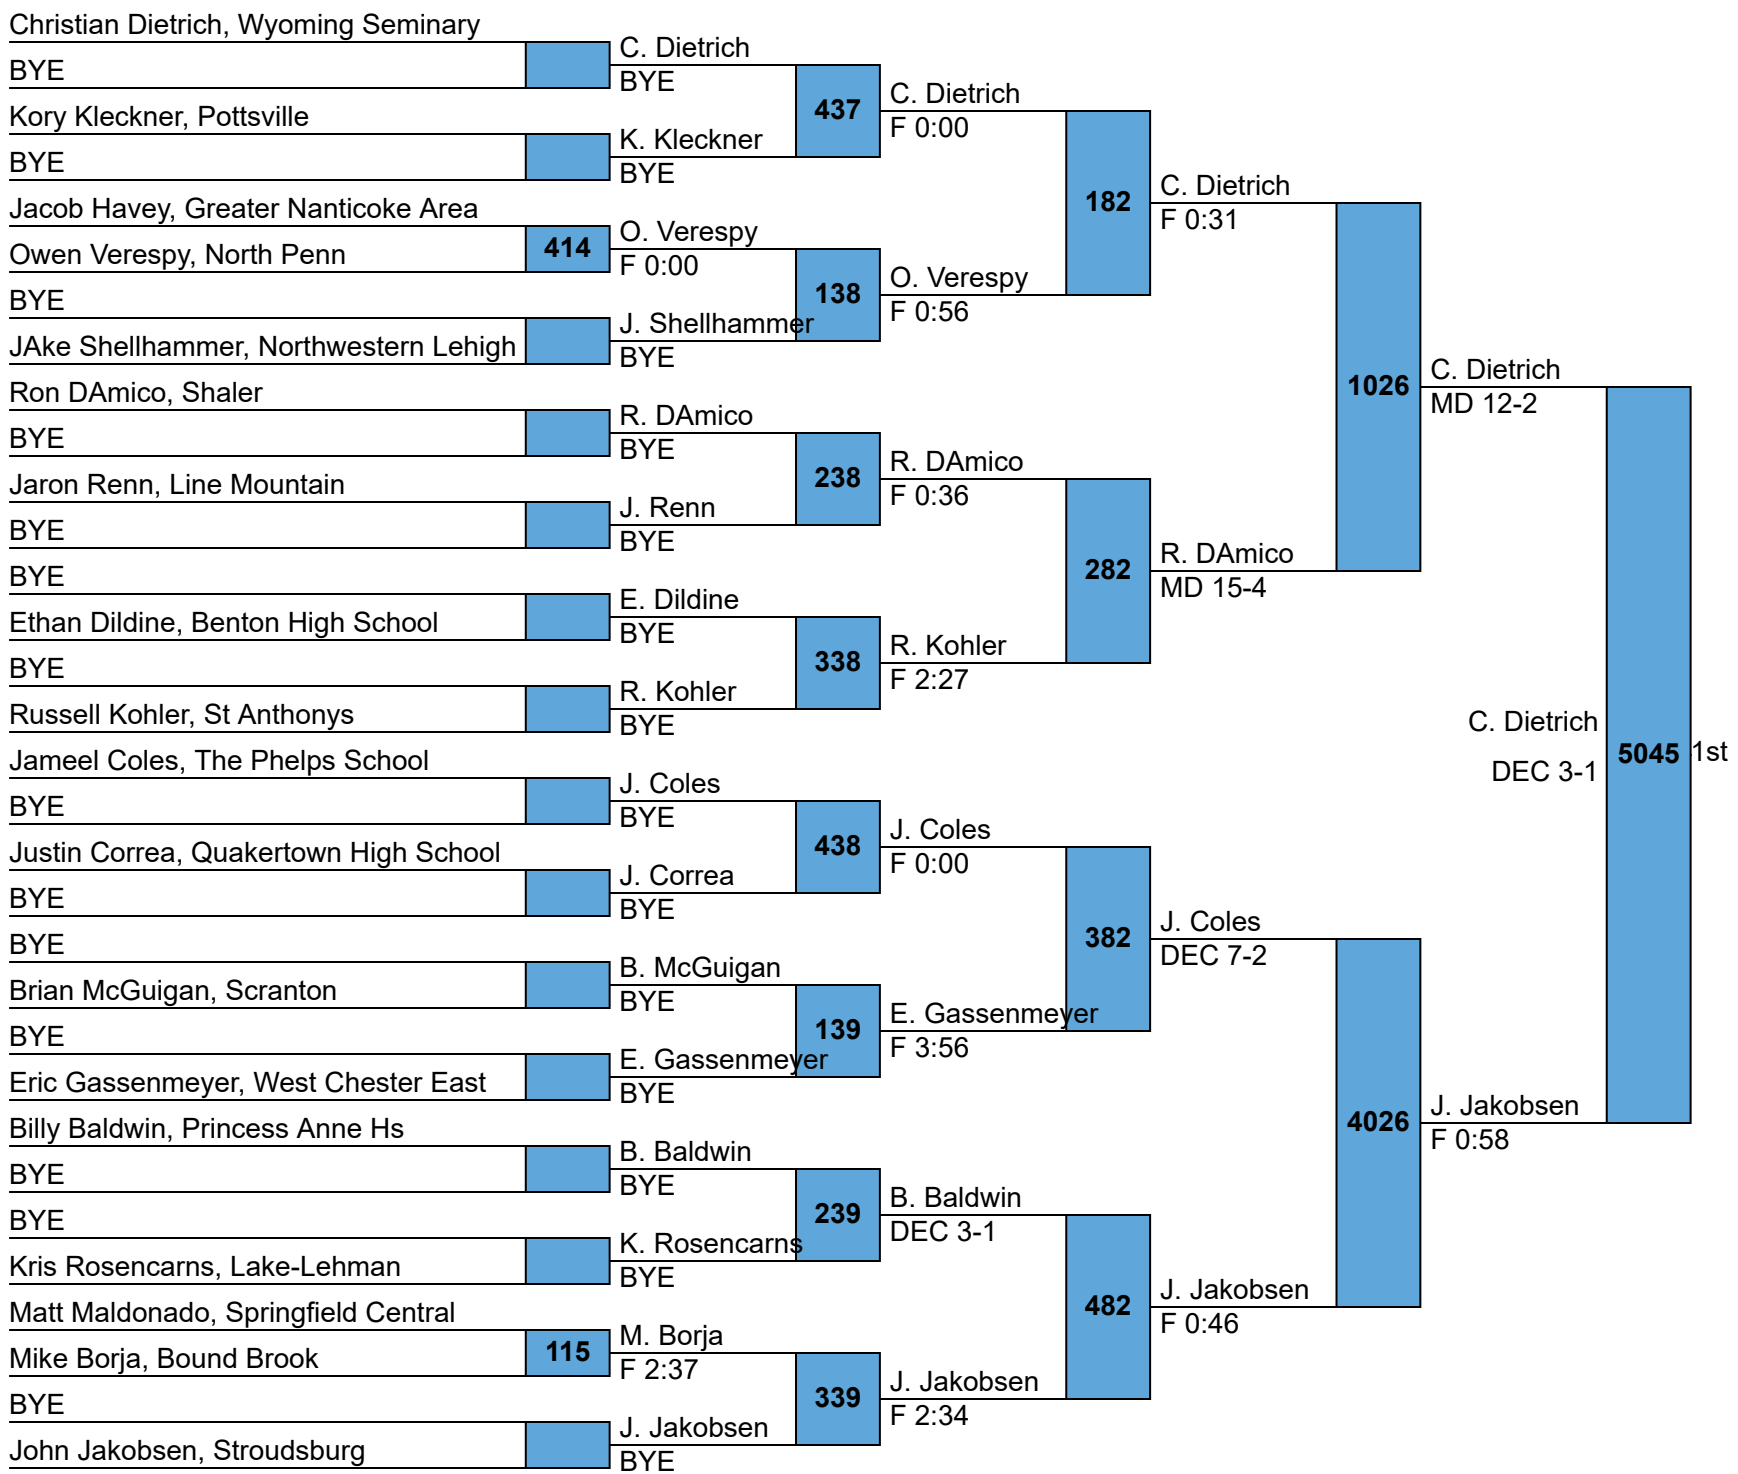 Christian Dietrich, Wyoming Seminary
BYE
Kory Kleckner, Pottsville
BYE
Jacob Havey, Greater Nanticoke Area
Owen Verespy, North Penn
BYE
JAke Shellhammer, Northwestern Lehigh
Ron DAmico, Shaler
BYE
Jaron Renn, Line Mountain
BYE
BYE
Ethan Dildine, Benton High School
BYE
Russell Kohler, St Anthonys
Jameel Coles, The Phelps School
BYE
Justin Correa, Quakertown High School
BYE
BYE
Brian McGuigan, Scranton
BYE
Eric Gassenmeyer, West Chester East
Billy Baldwin, Princess Anne Hs
BYE
BYE
Kris Rosencarns, Lake-Lehman
Matt Maldonado, Springfield Central
Mike Borja, Bound Brook
BYE
John Jakobsen, Stroudsburg
414
115
C. Dietrich
BYE
K. Kleckner
BYE
O. Verespy
F 0:00
J. Shellhammer
BYE
R. DAmico
BYE
J. Renn
BYE
E. Dildine
BYE
R. Kohler
BYE
J. Coles
BYE
J. Correa
BYE
B. McGuigan
BYE
E. Gassenmeyer
BYE
B. Baldwin
BYE
K. Rosencarns
BYE
M. Borja
F 2:37
J. Jakobsen
BYE
437
138
238
338
438
139
239
339
C. Dietrich
F 0:00
O. Verespy
F 0:56
R. DAmico
F 0:36
R. Kohler
F 2:27
J. Coles
F 0:00
E. Gassenmeyer
F 3:56
B. Baldwin
DEC 3-1
J. Jakobsen
F 2:34
182
282
382
482
C. Dietrich
F 0:31
R. DAmico
MD 15-4
J. Coles
DEC 7-2
J. Jakobsen
F 0:46
1026
4026
C. Dietrich
MD 12-2
J. Jakobsen
F 0:58
C. Dietrich
DEC 3-1
5045
1st